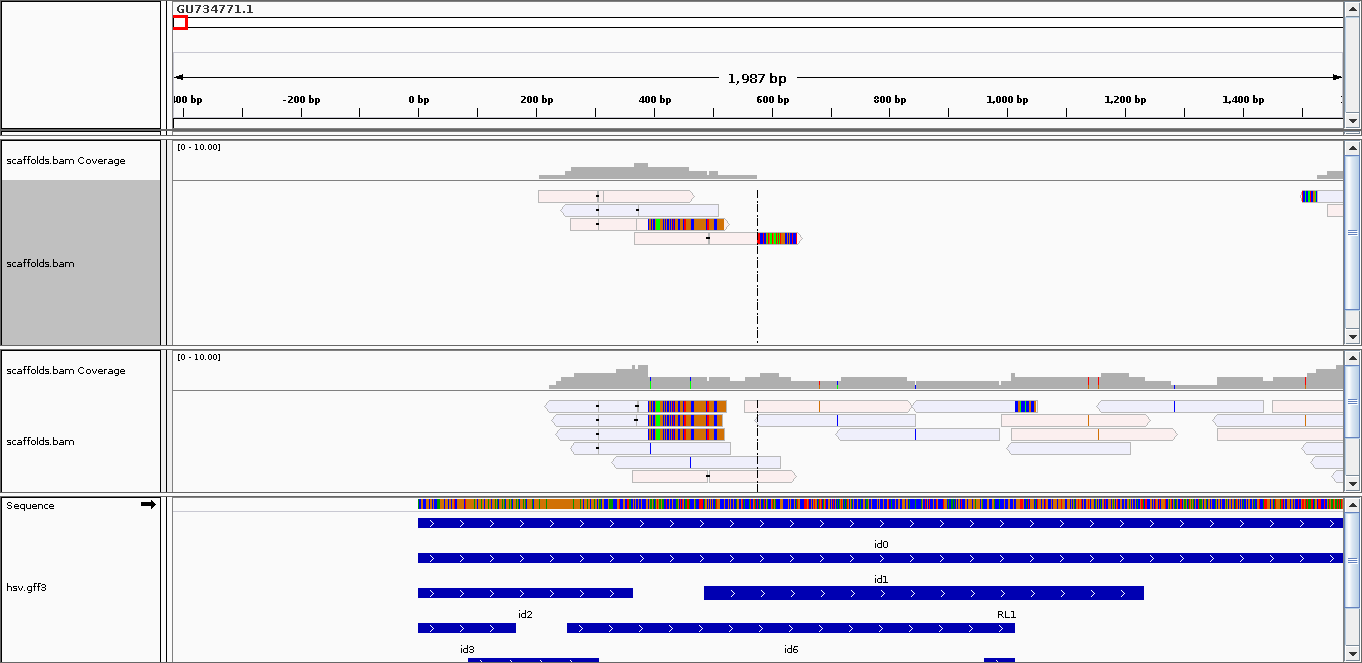 GU734771.1
1,987 bp
-200 bp 0 bp 200 bp 400 bp 600 bp 800 bp 1,000 bp 1,200 bp 1,400 bp
[0 - 10.00]
scaffolds.bam Coverage
scaffolds.bam
[0 - 10.00]
scaffolds.bam Coverage
scaffolds.bam
Sequence
id0
hsv.gff3
id1
id2 RL1
id3 id6